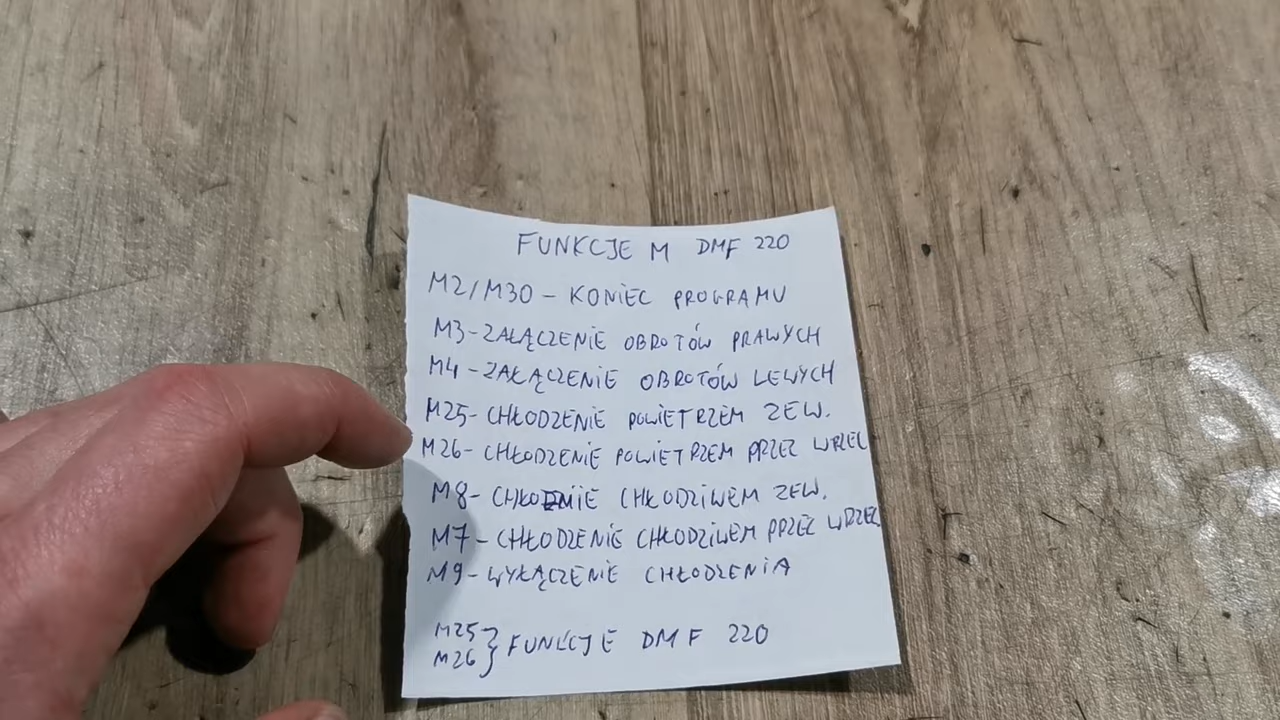 FUNKCJE M DMF 220
M2/M30 - KONIEC PROGRAMU
M3-ZAŁĄCZENIE OBROTÓW PRAWYCH
M4-ZAŁĄCZENIE OBROTÓW LEWYCH
M25-CHŁODZENIE POWIETRZEM ZEW.
M26-CHŁODZENIE POWIETRZEM PRZEZ WRZEC
M8- CHŁODZENIE CHŁODZIWEM ZEW.
M7-CHŁODZENIE CHŁODZIWEM PRZEZ WRZEC
M9-WYŁĄCZENIE CHŁODZENIA
M25
M26 } FUNKCJE DMF 220